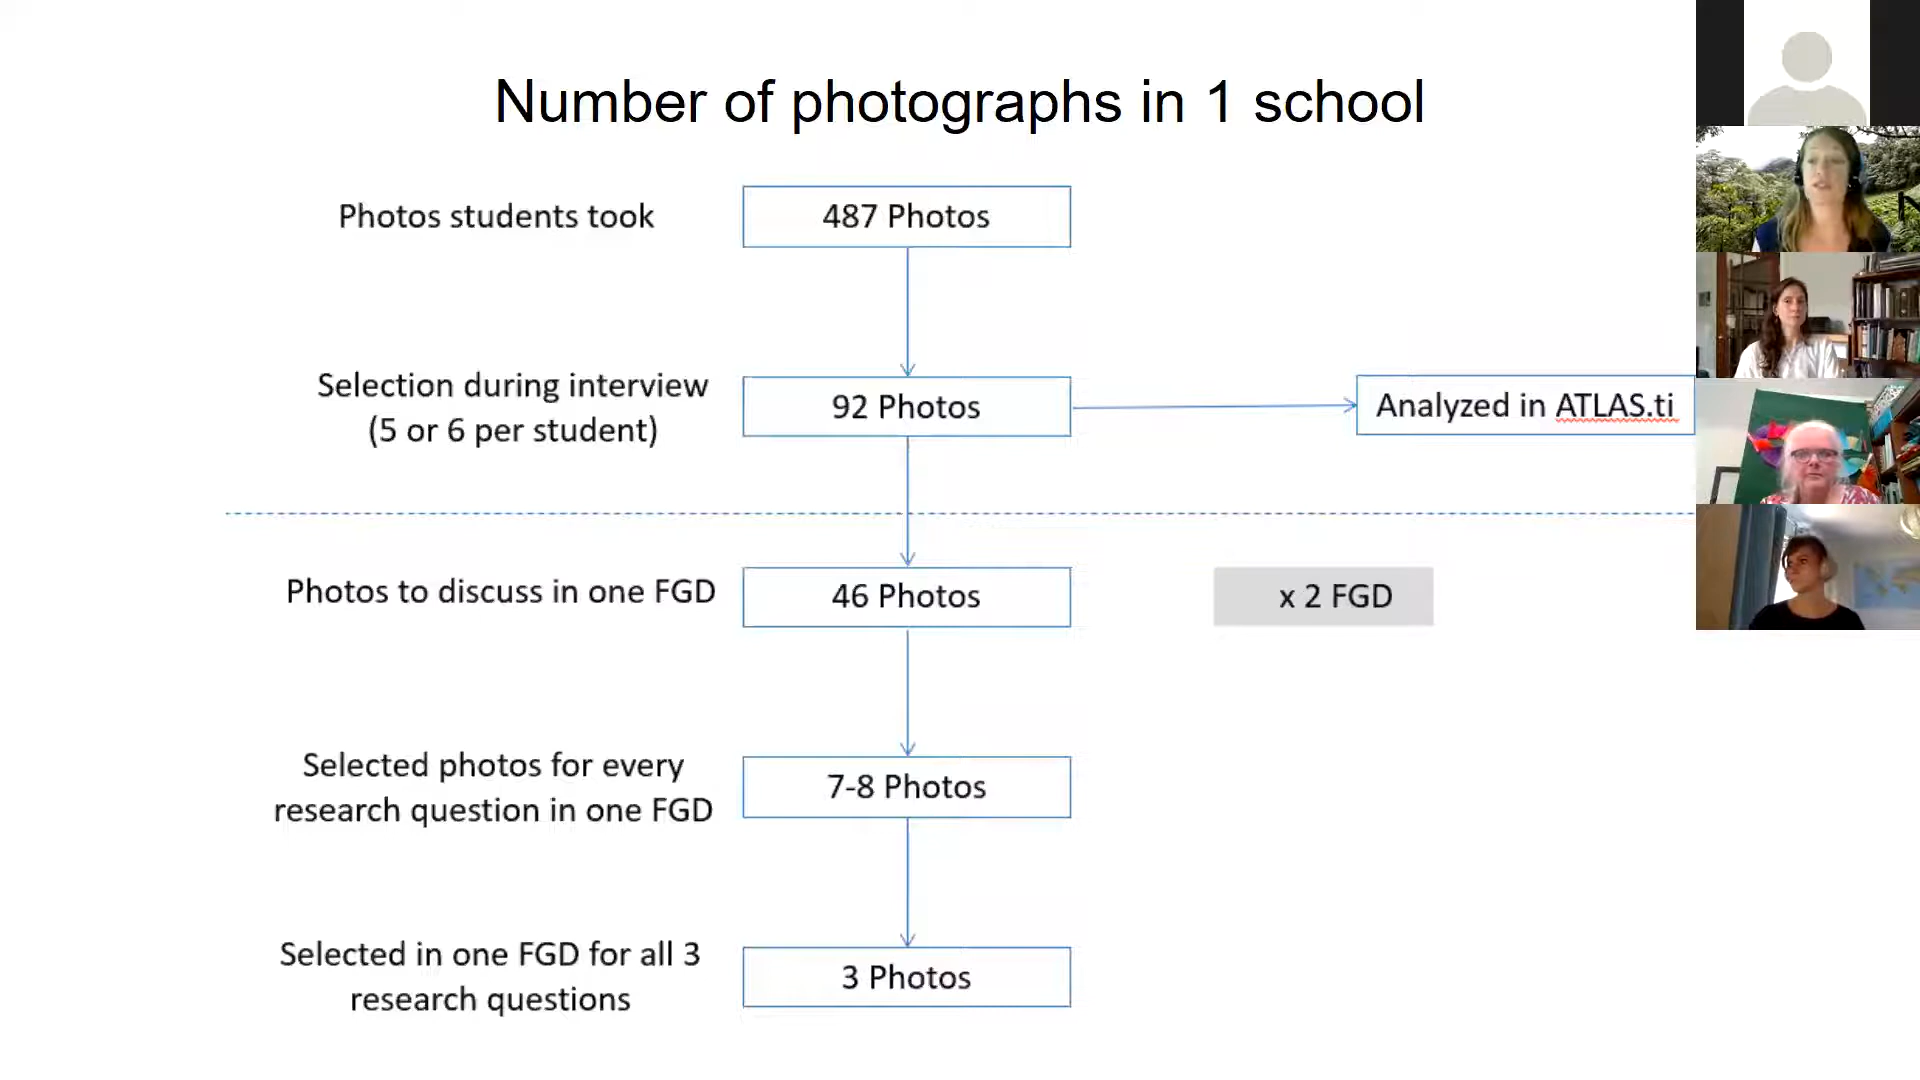 Number of photographs in 1 school
Photos students took
487 Photos
Selection during interview
(5 or 6 per student)
92 Photos
Analyzed in ATLAS.ti
Photos to discuss in one FGD
46 Photos
x 2 FGD
Selected photos for every
research question in one FGD
7-8 Photos
Selected in one FGD for all 3
research questions
3 Photos